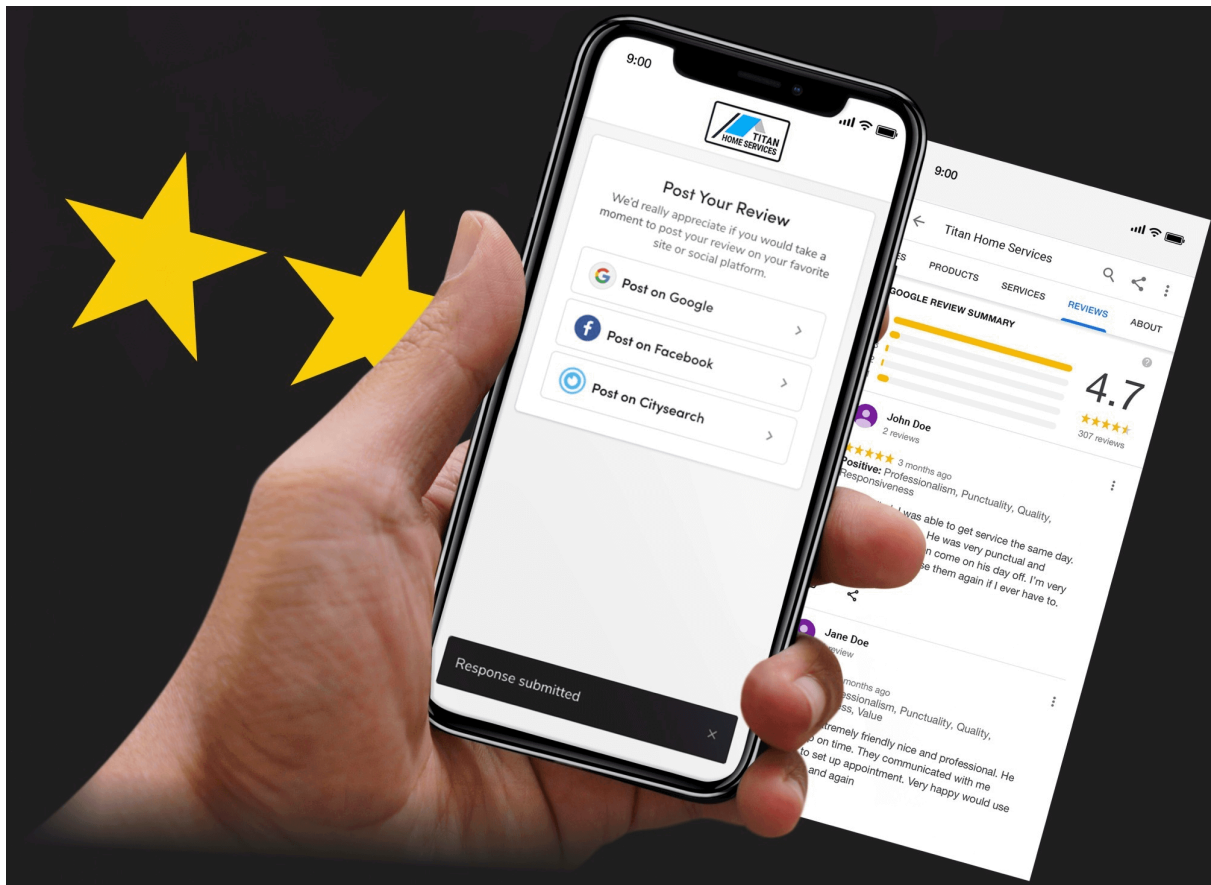 9:00
TITAN
HOME SERVICES
Post Your Review
We'd really appreciate if you would take a
moment to post your review on your favorite
site or social platform.
Post on Google
Post on Facebook
Post on Citysearch
Response submitted
9:00
Titan Home Services
ES PRODUCTS SERVICES REVIEWS ABOUT
GOOGLE REVIEW SUMMARY
4.7
307 reviews
John Doe
2 reviews
3 months ago
Positive: Professionalism, Punctuality, Quality,
Responsiveness
I was able to get service the same day.
He was very punctual and
come on his day off. I'm very
them again if I ever have to.
Jane Doe
review
months ago
Punctuality, Quality,
Value
friendly nice and professional. He
on time. They communicated with me
to set up appointment. Very happy would use
and again